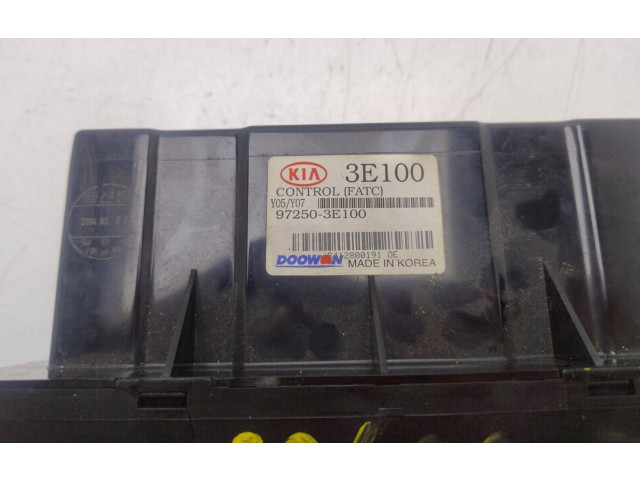 KIA 3E100
CONTROL (FATC)
Y05/Y07
97250-3E100
DOOWON MADE IN KOREA